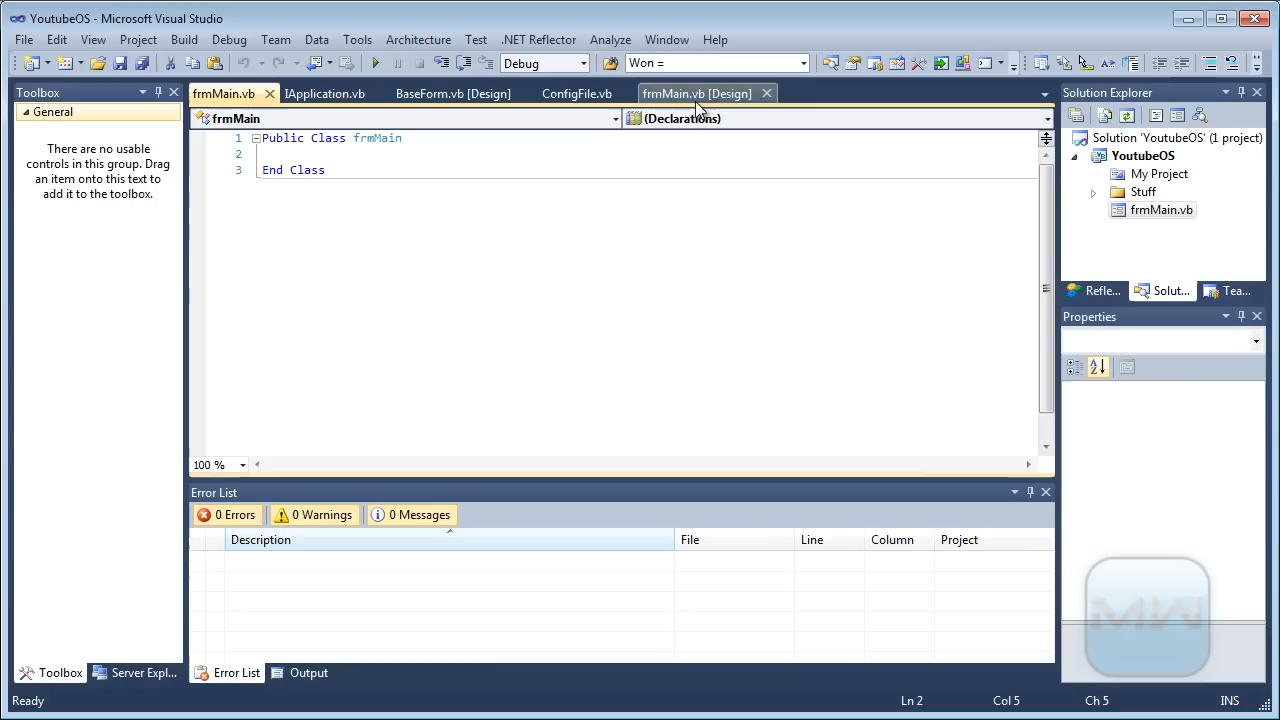 YoutubeOS - Microsoft Visual Studio
File Edit View Project Build Debug Team Data Tools Architecture Test .NET Reflector Analyze Window Help
Debug Won =
Toolbox
General
There are no usable
controls in this group. Drag
an item onto this text to
add it to the toolbox.
Toolbox Server Expl...
frmMain.vb IApplication.vb BaseForm.vb [Design] ConfigFile.vb frmMain.vb [Design]
frmMain (Declarations)
1 Public Class frmMain
2
3 End Class
100 %
Error List
0 Errors 0 Warnings 0 Messages
Description File Line Column Project
Error List Output
Solution Explorer
Solution 'YoutubeOS' (1 project)
YoutubeOS
My Project
Stuff
frmMain.vb
Refle... Solut... Tea...
Properties
MW
Ready Ln 2 Col 5 Ch 5 INS